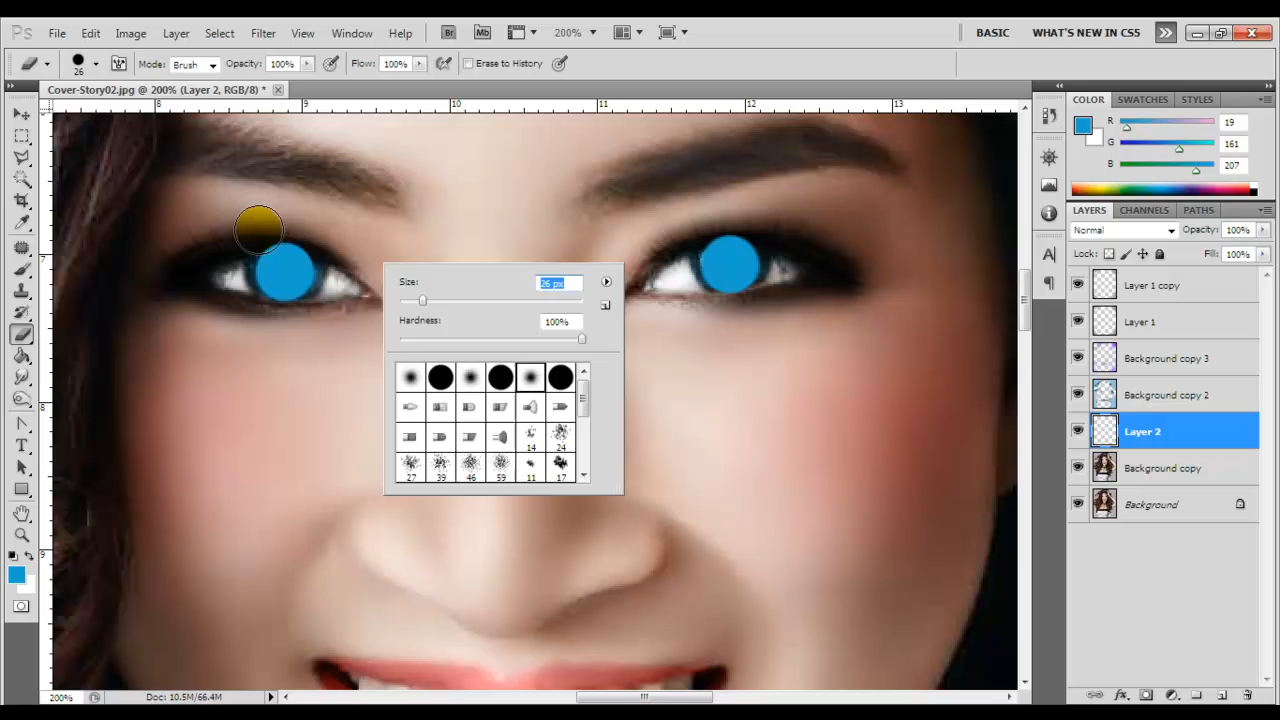 Ps File Edit Image Layer Select Filter View Window Help Br Mb 200% BASIC WHAT'S NEW IN CS5
26 Mode: Brush Opacity: 100% Flow: 100% Erase to History
Cover-Story02.jpg @ 200% (Layer 2, RGB/8) *
8 9 10 11 12 13
7
8
9
Size: 26 px
Hardness: 100%
14 24
27 39 46 59 11 17
COLOR SWATCHES STYLES
R 19
G 161
B 207
LAYERS CHANNELS PATHS
Normal Opacity: 100%
Lock: Fill: 100%
Layer 1 copy
Layer 1
Background copy 3
Background copy 2
Layer 2
Background copy
Background
200% Doc: 10.5M/66.4M